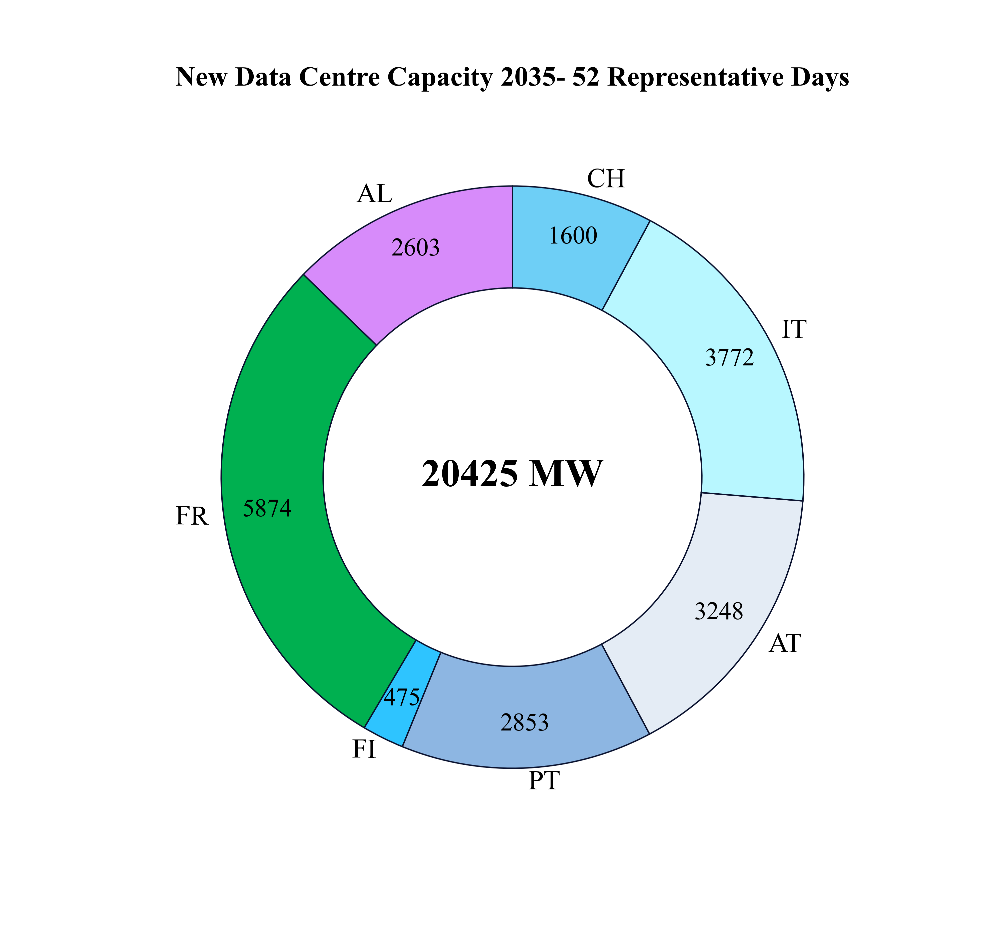 New Data Centre Capacity 2035- 52 Representative Days
CH
AL
1600
2603
IT
3772
20425 MW
FR
5874
3248
AT
475
2853
FI
PT